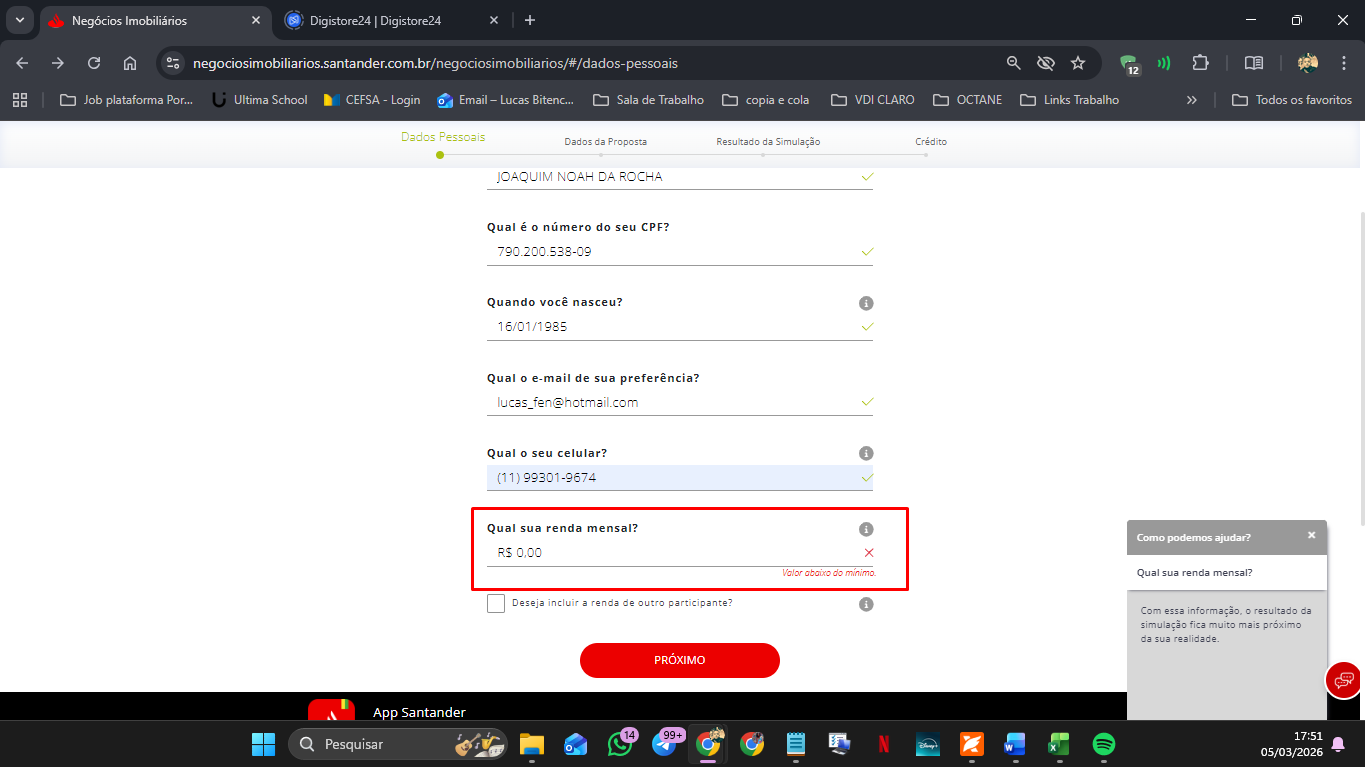 Negócios Imobiliários
Digistore24 | Digistore24
negociosimobiliarios.santander.com.br/negociosimobiliarios/#/dados-pessoais
12
Job plataforma Por...
Ultima School
CEFSA - Login
Email – Lucas Bitenc...
Sala de Trabalho
copia e cola
VDI CLARO
OCTANE
Links Trabalho
Todos os favoritos
Dados Pessoais
Dados da Proposta
Resultado da Simulação
Crédito
JOAQUIM NOAH DA ROCHA
Qual é o número do seu CPF?
790.200.538-09
Quando você nasceu?
16/01/1985
Qual o e-mail de sua preferência?
lucas_fen@hotmail.com
Qual o seu celular?
(11) 99301-9674
Qual sua renda mensal?
R$ 0,00
Valor abaixo do mínimo.
Deseja incluir a renda de outro participante?
PRÓXIMO
Como podemos ajudar?
Qual sua renda mensal?
Com essa informação, o resultado da
simulação fica muito mais próximo
da sua realidade.
App Santander
Pesquisar
14
99+
Disney+
17:51
05/03/2026